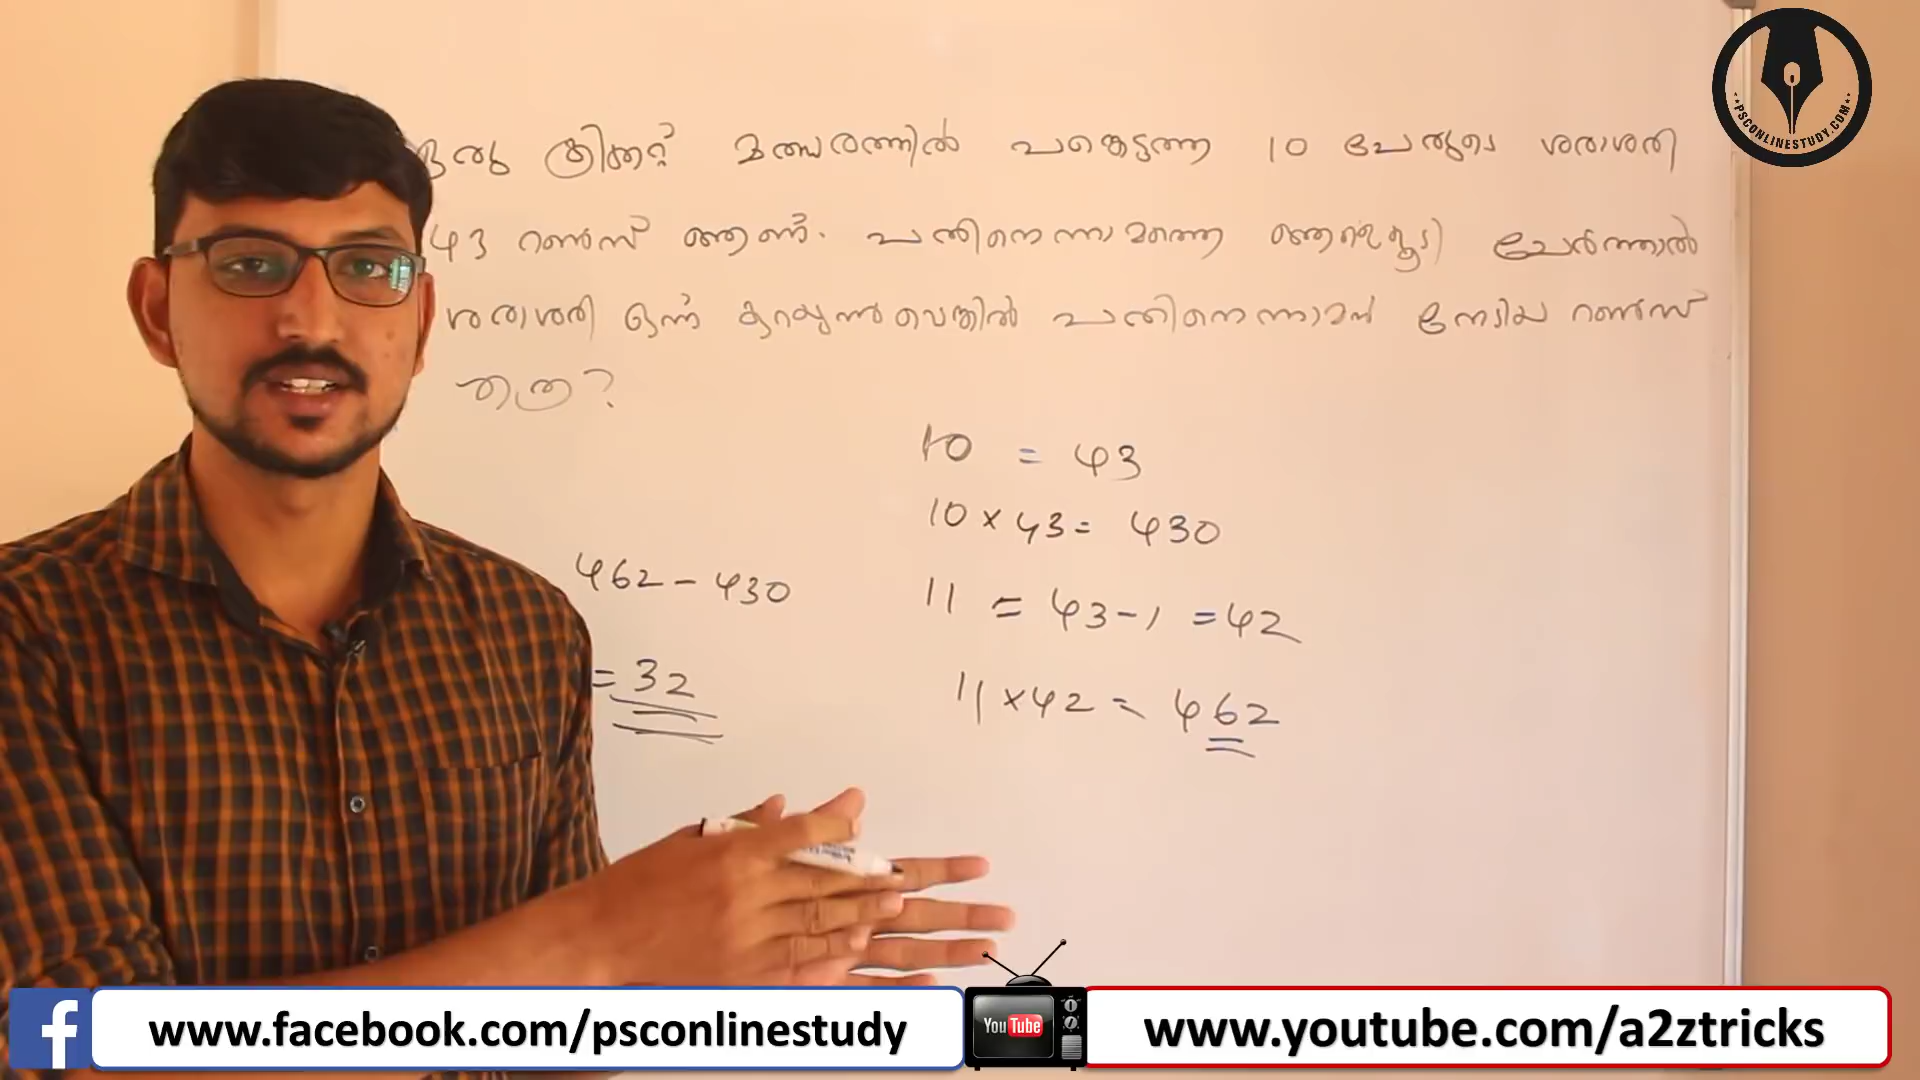 ഒരു ക്രിക്കറ്റ് മത്സരത്തിൽ പങ്കെടുത്ത 10 പേരുടെ ശരാശരി
43 റൺസ് ആണ്. പതിനൊന്നാമത്തെ ആളെക്കൂടി ചേർത്താൽ
ശരാശരി ഒന്ന് കുറയുന്നുവെങ്കിൽ പതിനൊന്നാമൻ നേടിയ റൺസ്
എത്ര?
10 = 43
10 × 43 = 430
11 = 43 - 1 = 42
11 × 42 = 462
462 - 430
= 32
PSCONLINESTUDY.COM
www.facebook.com/psconlinestudy
YouTube
www.youtube.com/a2ztricks